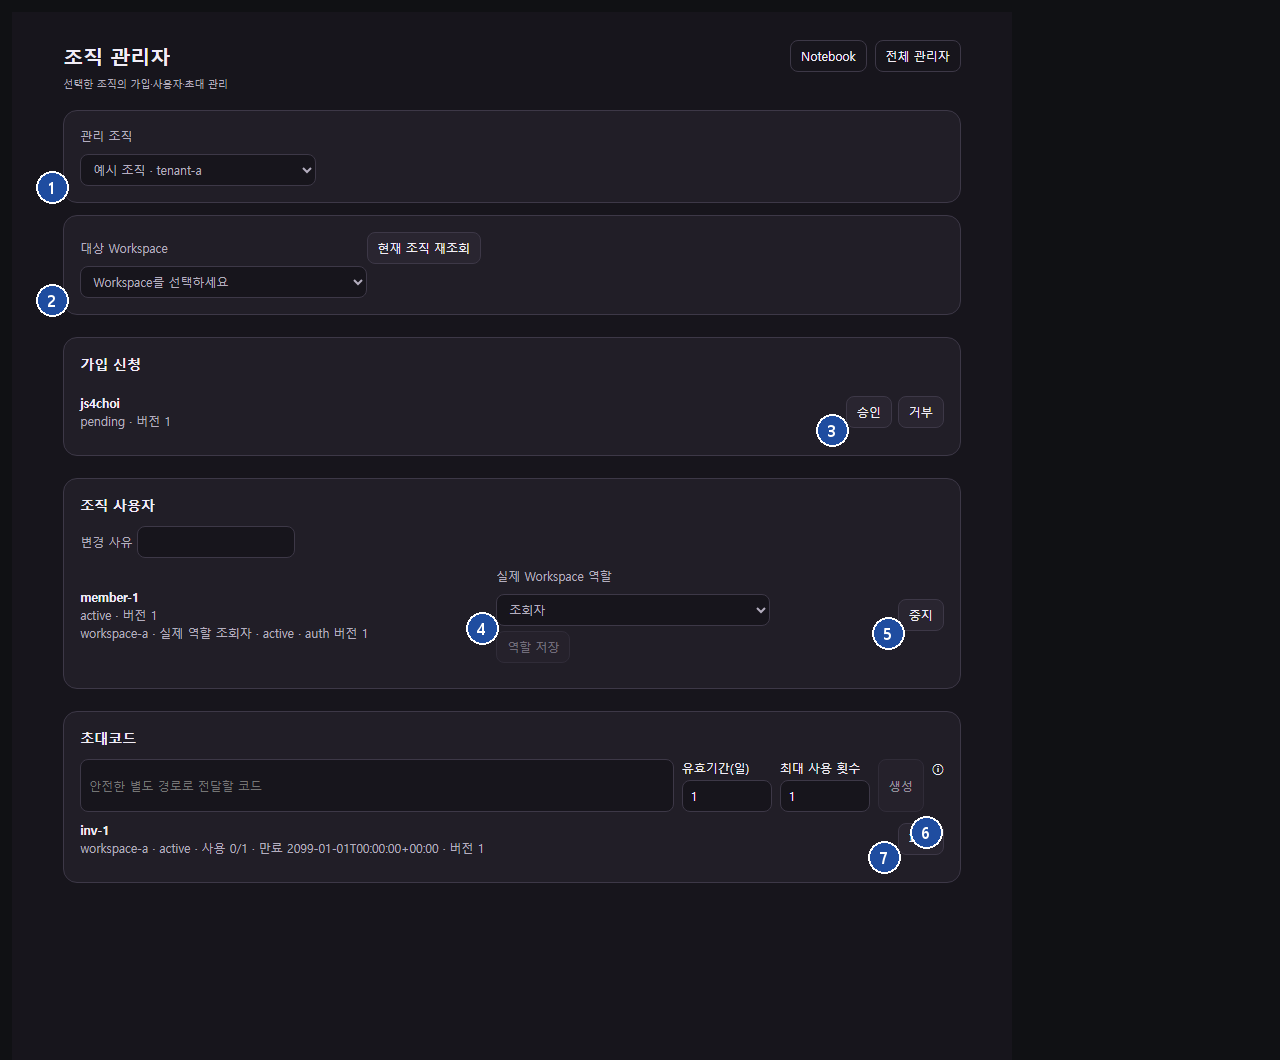 조직 관리자
선택한 조직의 가입·사용자·초대 관리
Notebook
전체 관리자
관리 조직
예시 조직 · tenant-a
1
대상 Workspace
현재 조직 재조회
Workspace를 선택하세요
2
가입 신청
js4choi
pending · 버전 1
승인
거부
3
조직 사용자
변경 사유
실제 Workspace 역할
member-1
active · 버전 1
workspace-a · 실제 역할 조회자 · active · auth 버전 1
조회자
4
역할 저장
중지
5
초대코드
안전한 별도 경로로 전달할 코드
유효기간(일)
1
최대 사용 횟수
1
생성
inv-1
workspace-a · active · 사용 0/1 · 만료 2099-01-01T00:00:00+00:00 · 버전 1
6
7